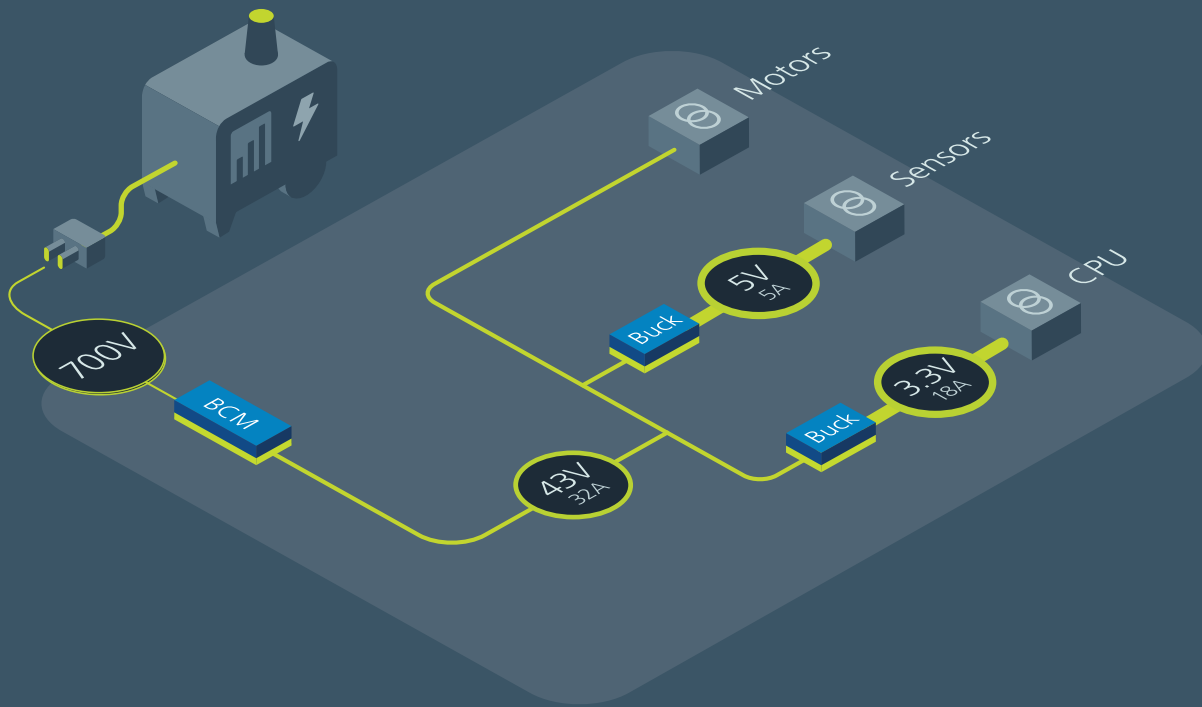 Motors
Sensors
CPU
700V
BCM
43V
32A
Buck
5V
5A
Buck
3.3V
18A